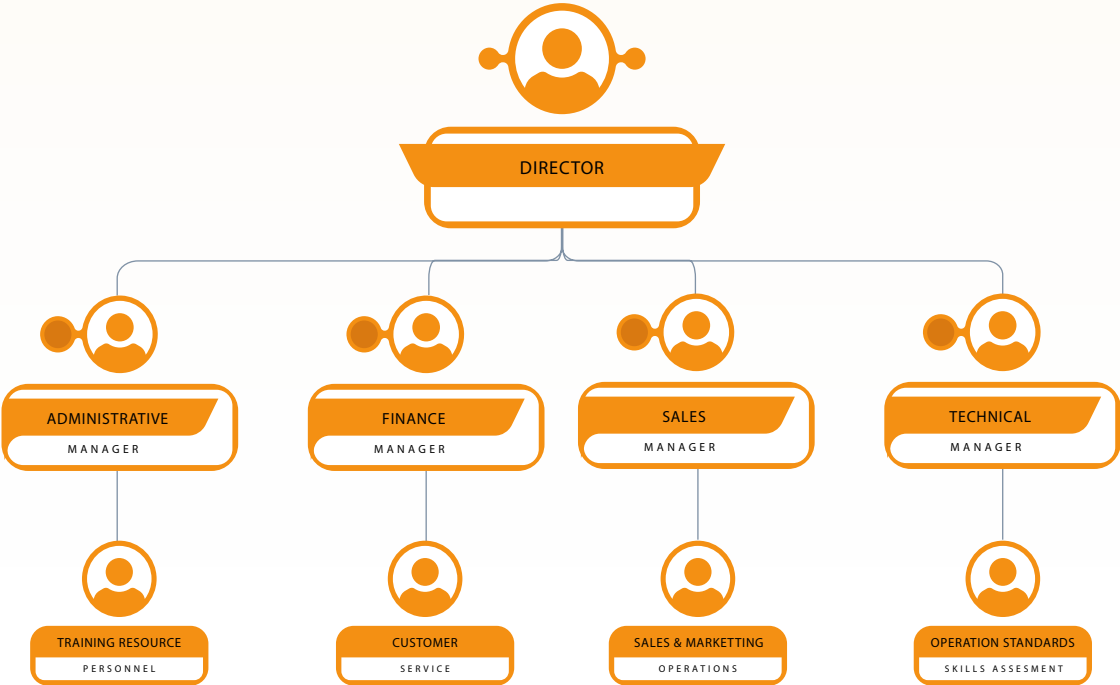 DIRECTOR
ADMINISTRATIVE
MANAGER
FINANCE
MANAGER
SALES
MANAGER
TECHNICAL
MANAGER
TRAINING RESOURCE
PERSONNEL
CUSTOMER
SERVICE
SALES & MARKETTING
OPERATIONS
OPERATION STANDARDS
SKILLS ASSESMENT